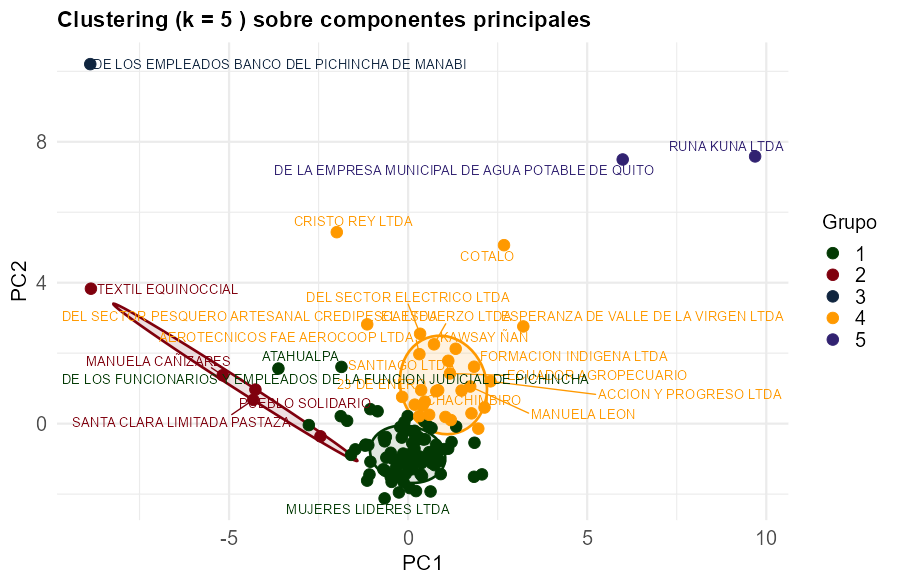 Clustering (k = 5 ) sobre componentes principales
DE LOS EMPLEADOS BANCO DEL PICHINCHA DE MANABI
8
RUNA KUNA LTDA
DE LA EMPRESA MUNICIPAL DE AGUA POTABLE DE QUITO
CRISTO REY LTDA
COTALO
Grupo
1
2
3
4
5
PC2
4
TEXTIL EQUINOCCIAL
DEL SECTOR ELECTRICO LTDA
DEL SECTOR PESQUERO ARTESANAL
LTDA
ESPERANZA DE VALLE DE LA VIRGEN LTDA
AEROTECNICOS FAE AEROCOOP LTDA
KAWSAY ÑAN
MANUELA CAÑIZARES
ATAHUALPA
SANTIAGO
FORMACION INDIGENA LTDA
DE LOS FUNCIONARIOS Y EMPLEADOS DE LA FUNCION JUDICIAL DE PICHINCHA
ECUADOR AGROPECUARIO
ACCION Y PROGRESO LTDA
PUEBLO SOLIDARIO
MANUELA LEON
SANTA CLARA LIMITADA PASTAZA
0
MUJERES LIDERES LTDA
-5
0
5
10
PC1